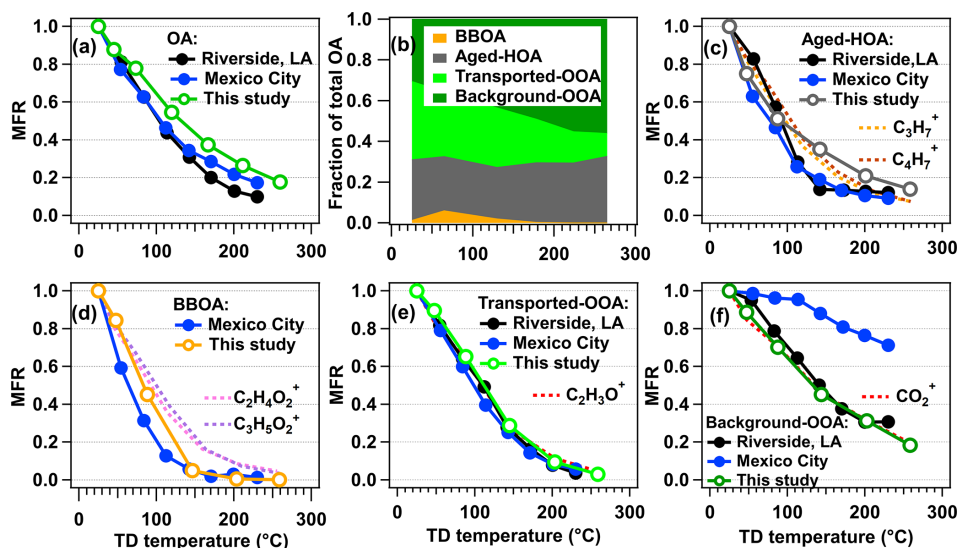 (a)
OA:
Riverside, LA
Mexico City
This study
1.0
0.8
0.6
0.4
0.2
0.0
MFR
0
100
200
300
(b)
BBOA
Aged-HOA
Transported-OOA
Background-OOA
1.0
0.8
0.6
0.4
0.2
0.0
Fraction of total OA
0
100
200
300
(c)
Aged-HOA:
Riverside,LA
Mexico City
This study
C3H7+
C4H7+
1.0
0.8
0.6
0.4
0.2
0.0
MFR
0
100
200
300
(d)
BBOA:
Mexico City
This study
C2H4O2+
C3H5O2+
1.0
0.8
0.6
0.4
0.2
0.0
MFR
0
100
200
300
TD temperature (°C)
(e)
Transported-OOA:
Riverside, LA
Mexico City
This study
C2H3O+
1.0
0.8
0.6
0.4
0.2
0.0
MFR
0
100
200
300
TD temperature (°C)
(f)
CO2+
Background-OOA:
Riverside, LA
Mexico City
This study
1.0
0.8
0.6
0.4
0.2
0.0
MFR
0
100
200
300
TD temperature (°C)